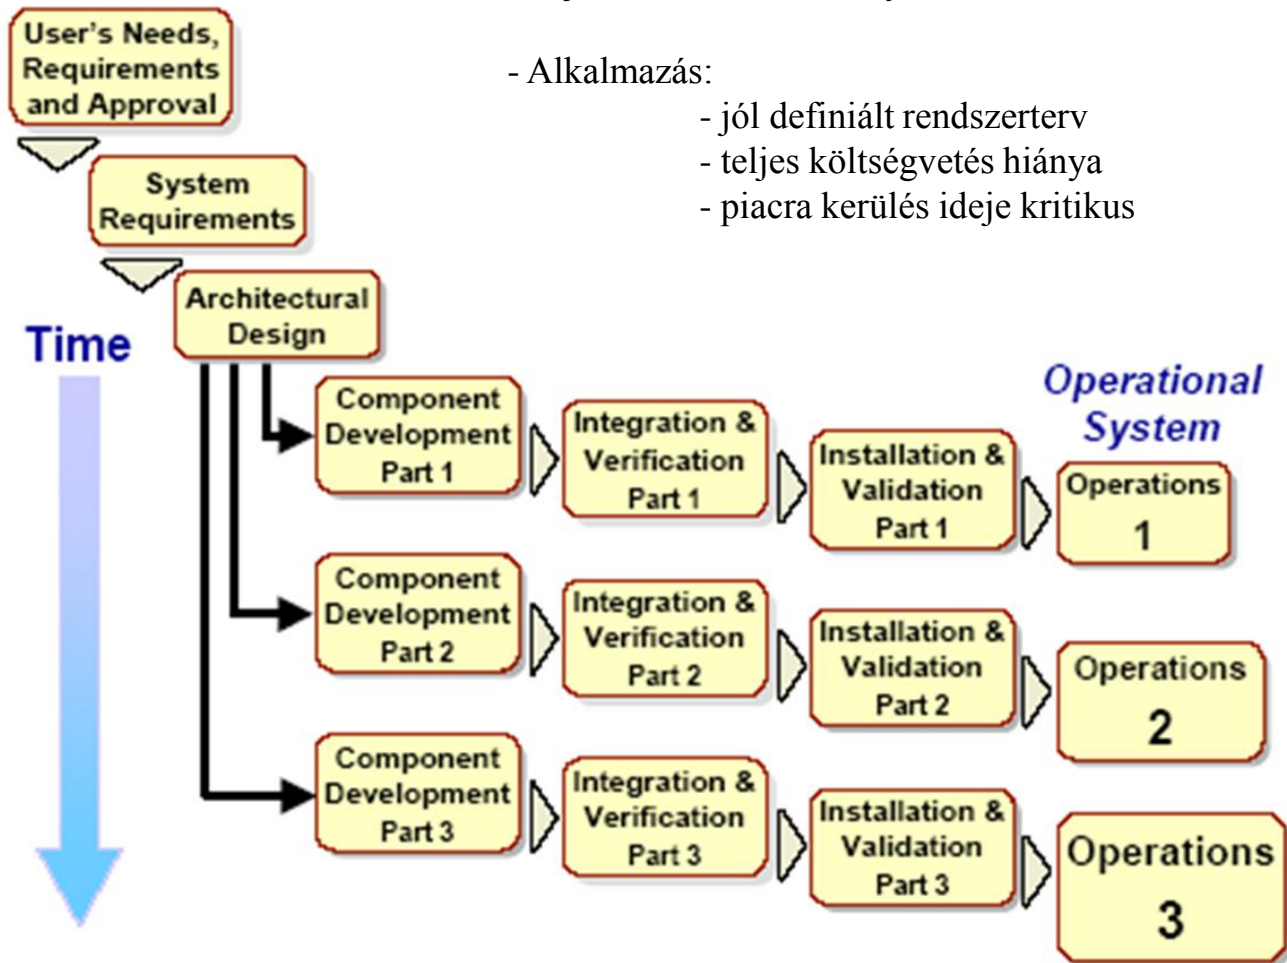 User's Needs,
Requirements
and Approval
- Alkalmazás:
- jól definiált rendszerterv
- teljes költségvetés hiánya
- piacra kerülés ideje kritikus
System
Requirements
Architectural
Design
Time
Operational
System
Component
Development
Part 1
Integration &
Verification
Part 1
Installation &
Validation
Part 1
Operations
1
Component
Development
Part 2
Integration &
Verification
Part 2
Installation &
Validation
Part 2
Operations
2
Component
Development
Part 3
Integration &
Verification
Part 3
Installation &
Validation
Part 3
Operations
3